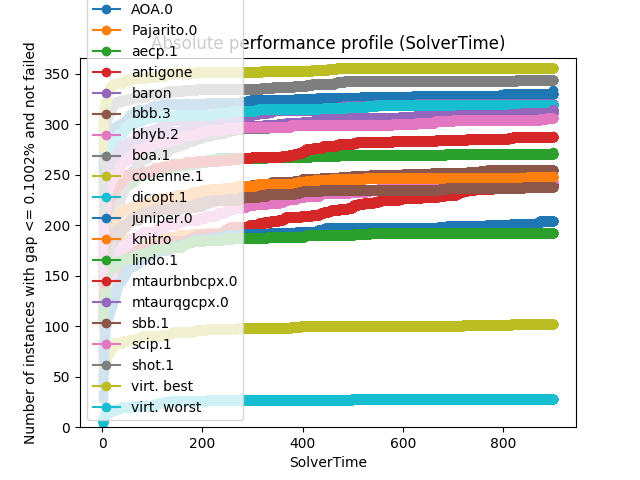 Absolute performance profile (SolverTime)
Number of instances with gap <= 0.1002% and not failed
350
300
250
200
150
100
50
0
0 200 400 600 800
SolverTime
AOA.0
Pajarito.0
aecp.1
antigone
baron
bbb.3
bhyb.2
boa.1
couenne.1
dicopt.1
juniper.0
knitro
lindo.1
mtaurbnbcpx.0
mtaurqgcpx.0
sbb.1
scip.1
shot.1
virt. best
virt. worst